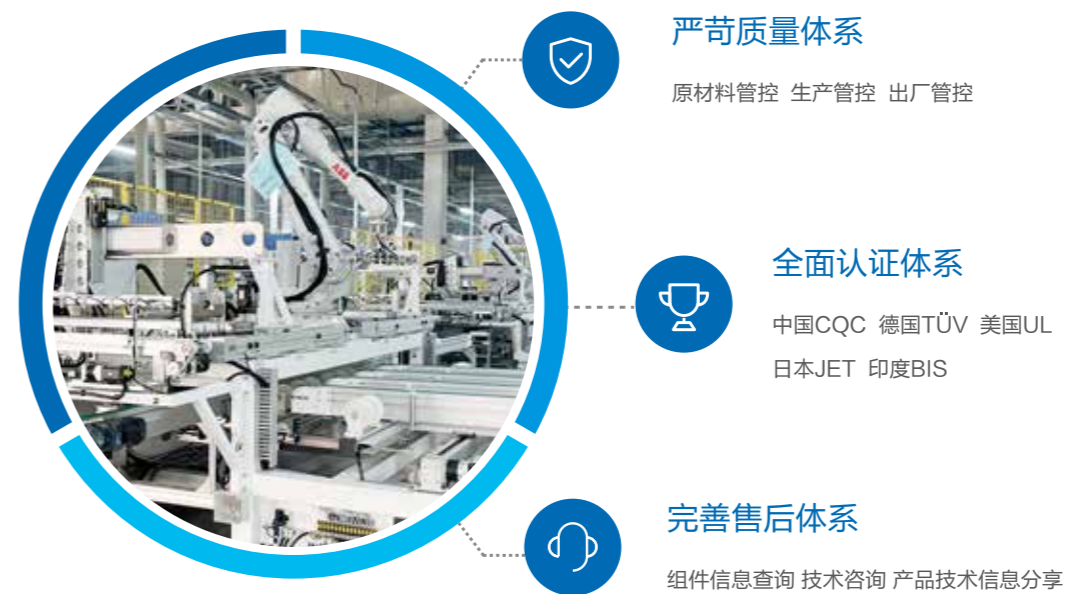 严苛质量体系
原材料管控 生产管控 出厂管控
ABB
全面认证体系
中国CQC 德国TÜV 美国UL
日本JET 印度BIS
完善售后体系
组件信息查询 技术咨询 产品技术信息分享